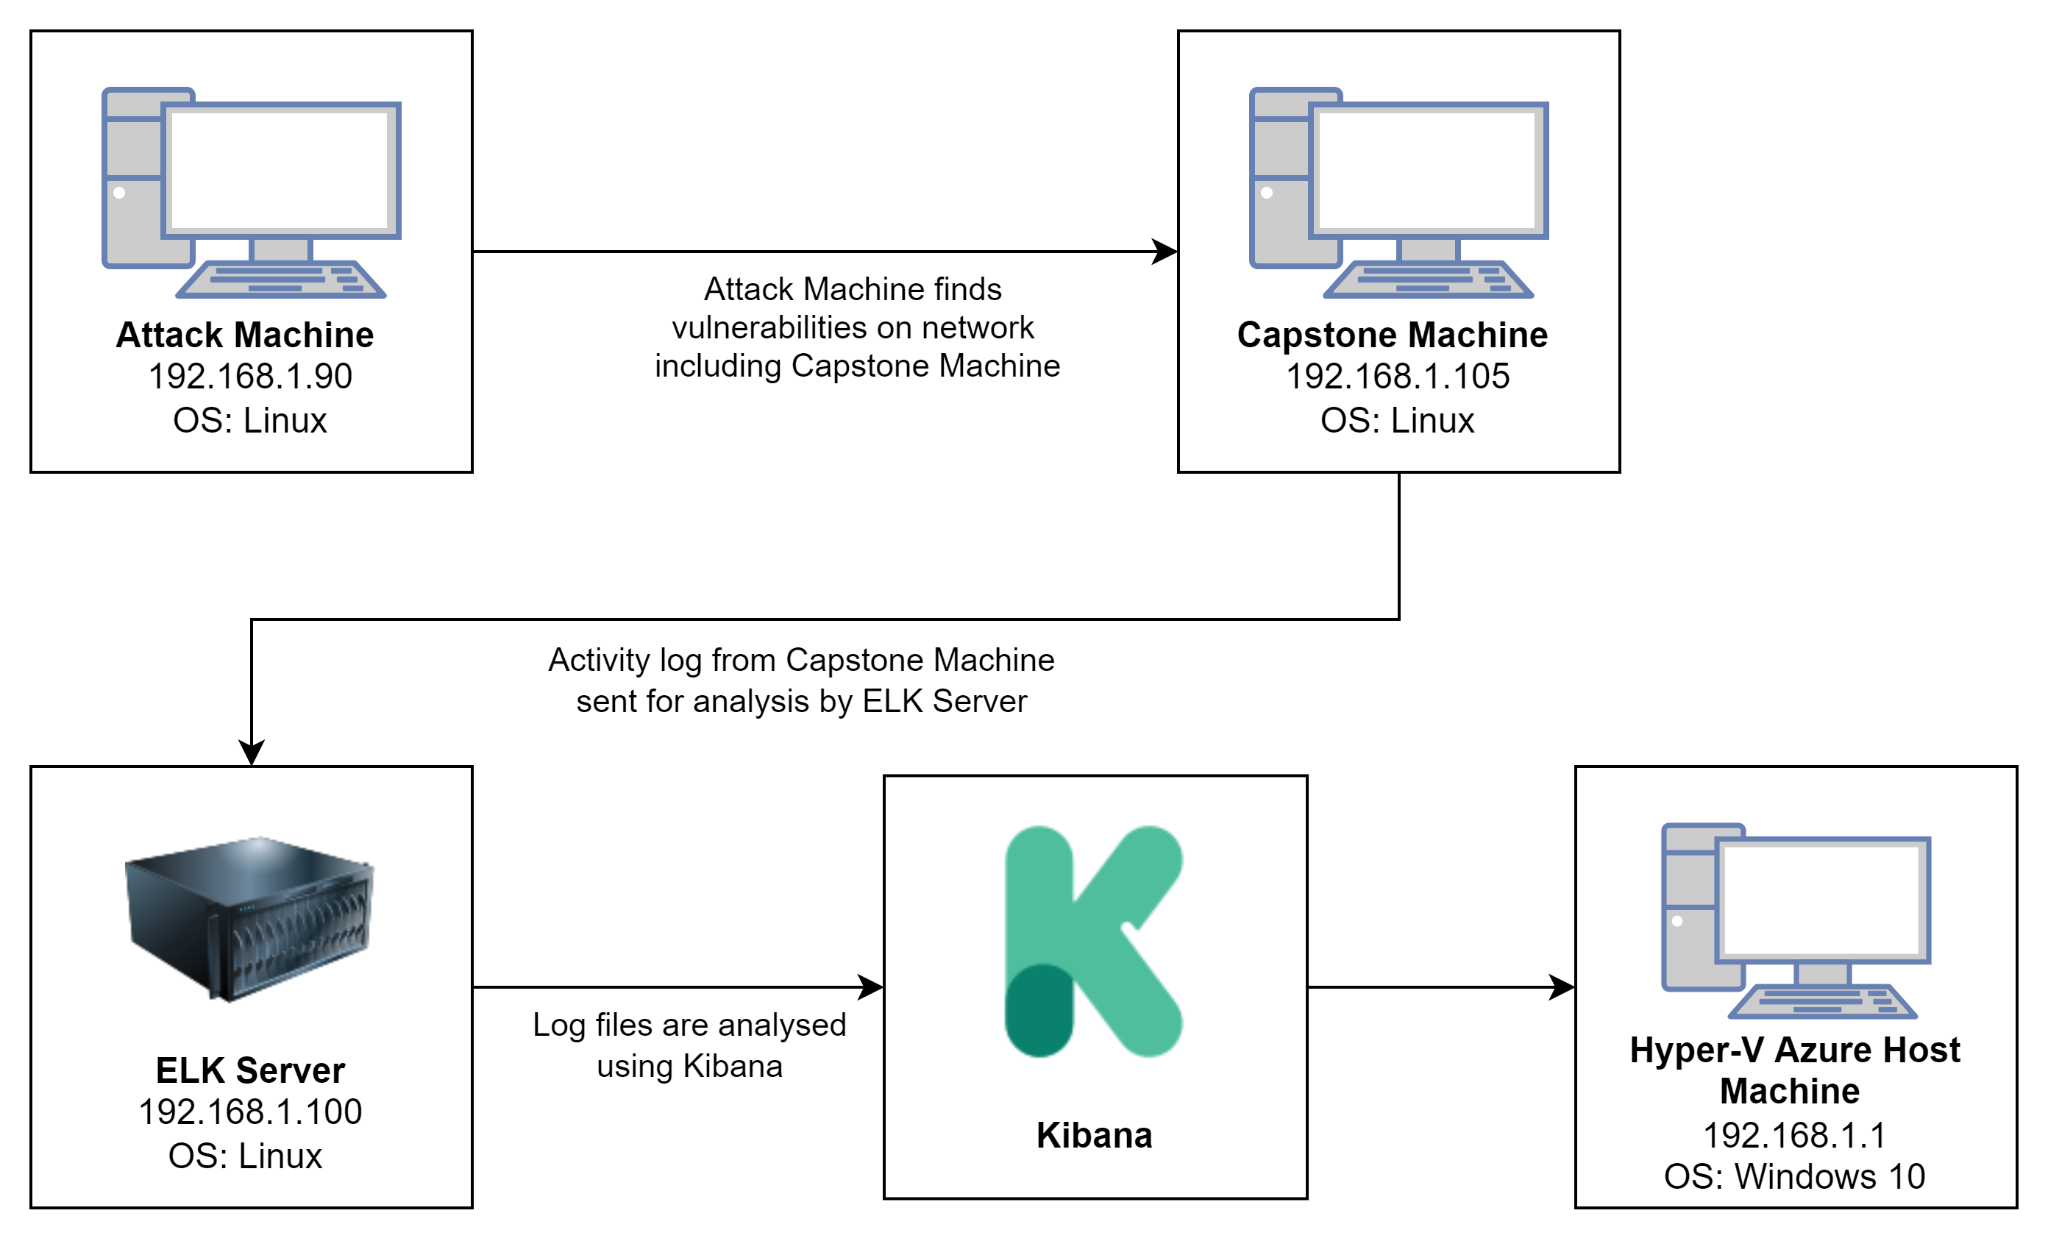 Attack Machine
192.168.1.90
OS: Linux
Attack Machine finds
vulnerabilities on network
including Capstone Machine
Capstone Machine
192.168.1.105
OS: Linux
Activity log from Capstone Machine
sent for analysis by ELK Server
ELK Server
192.168.1.100
OS: Linux
Log files are analysed
using Kibana
Kibana
Hyper-V Azure Host
Machine
192.168.1.1
OS: Windows 10